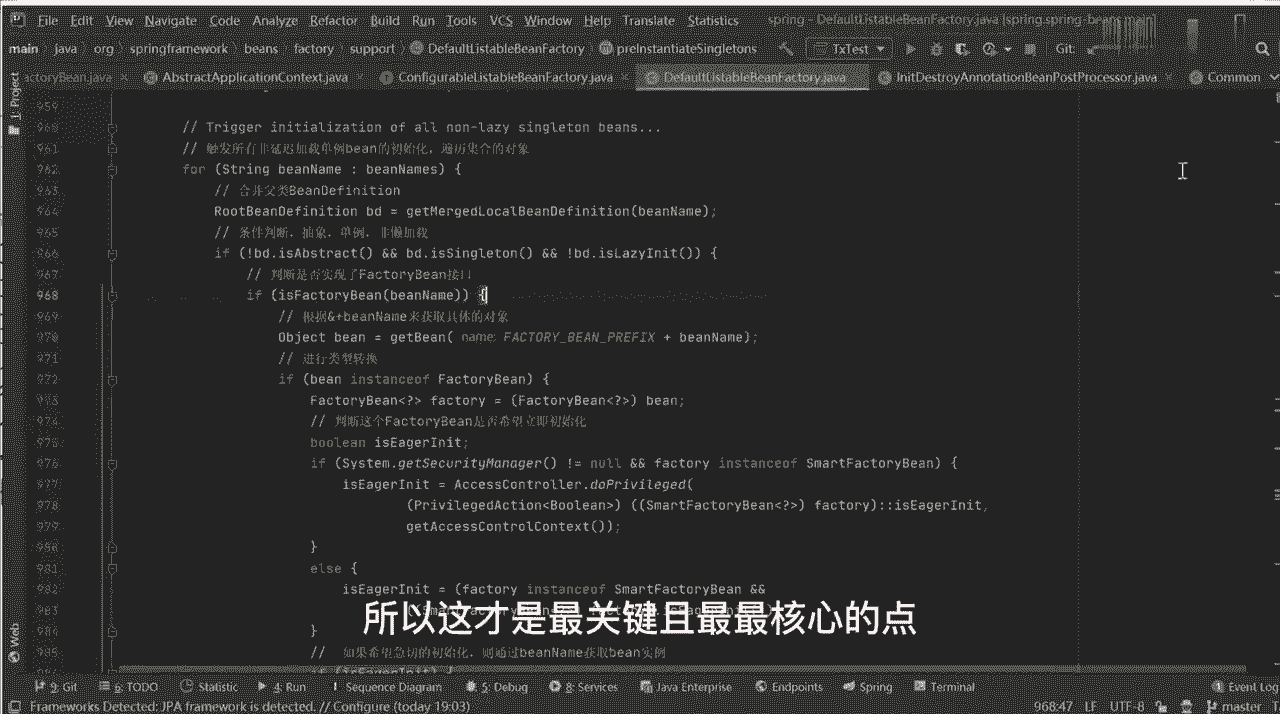 File Edit View Navigate Code Analyze Refactor Build Run Tools VCS Window Help Translate Statistics spring – DefaultListableBeanFactory.java [spring.spring-beans.main]
main java org springframework beans factory support DefaultListableBeanFactory preInstantiateSingletons TxTest Git:
actoryBean.java AbstractApplicationContext.java ConfigurableListableBeanFactory.java DefaultListableBeanFactory.java InitDestroyAnnotationBeanPostProcessor.java Common
1: Project
959
960 // Trigger initialization of all non-lazy singleton beans...
961 // 触发所有非延迟加载单例bean的初始化，遍历集合的对象
962 for (String beanName : beanNames) {
963 // 合并父类BeanDefinition
964 RootBeanDefinition bd = getMergedLocalBeanDefinition(beanName);
965 // 条件判断，抽象，单例，非懒加载
966 if (!bd.isAbstract() && bd.isSingleton() && !bd.isLazyInit()) {
967 // 判断是否实现了FactoryBean接口
968 if (isFactoryBean(beanName)) {
969 // 根据&+beanName来获取具体的对象
970 Object bean = getBean( name: FACTORY_BEAN_PREFIX + beanName);
971 // 进行类型转换
972 if (bean instanceof FactoryBean) {
973 FactoryBean<?> factory = (FactoryBean<?>) bean;
974 // 判断这个FactoryBean是否希望立即初始化
975 boolean isEagerInit;
976 if (System.getSecurityManager() != null && factory instanceof SmartFactoryBean) {
977 isEagerInit = AccessController.doPrivileged(
978 (PrivilegedAction<Boolean>) ((SmartFactoryBean<?>) factory)::isEagerInit,
979 getAccessControlContext());
980 }
981 else {
982 isEagerInit = (factory instanceof SmartFactoryBean &&
983
所以这才是最关键且最最核心的点
984 }
985 // 如果希望急切的初始化，则通过beanName获取bean实例
if (isEagerInit) {
Web
9: Git 6: TODO Statistic 4: Run Sequence Diagram 5: Debug 8: Services Java Enterprise Endpoints Spring Terminal 1 Event Log
Frameworks Detected: JPA framework is detected. // Configure (today 19:03) 968:47 LF UTF-8 master